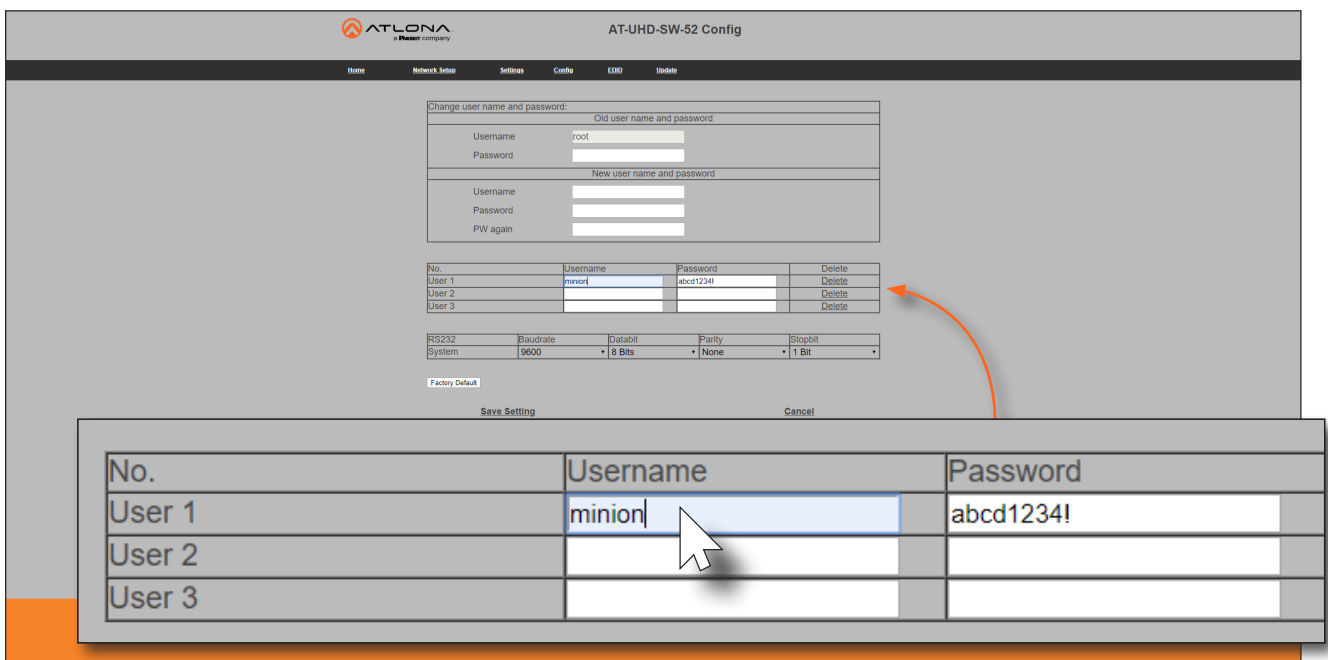 ATLONA
a PANDUIT company
AT-UHD-SW-52 Config
Home Network Setup Settings Config EDID Update
Change user name and password:
Old user name and password
Username root
Password
New user name and password
Username
Password
PW again
No. Username Password Delete
User 1 minion abcd1234! Delete
User 2 Delete
User 3 Delete
RS232 Baudrate Databit Parity Stopbit
System 9600 8 Bits None 1 Bit
Factory Default
Save Setting Cancel
No. Username Password
User 1 minion abcd1234!
User 2
User 3